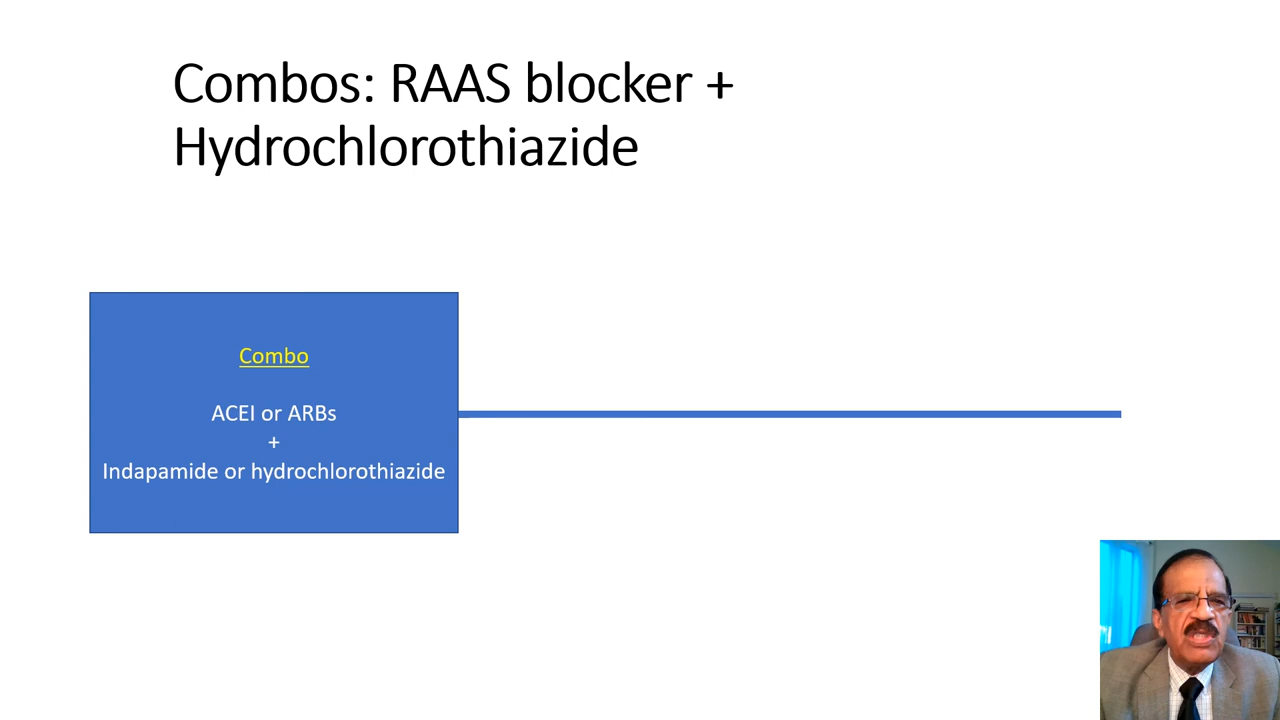 Combos: RAAS blocker +
Hydrochlorothiazide
Combo
ACEI or ARBs
+
Indapamide or hydrochlorothiazide